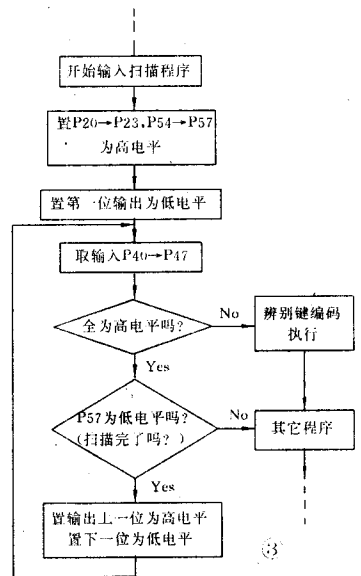 开始输入扫描程序
置P20→P23,P54→P57
为高电平
置第一位输出为低电平
取输入P40→P47
全为高电平吗?
No
辨别键编码
执行
Yes
P57为低电平吗?
(扫描完了吗?)
No
其它程序
Yes
置输出上一位为高电平
置下一位为低电平
③